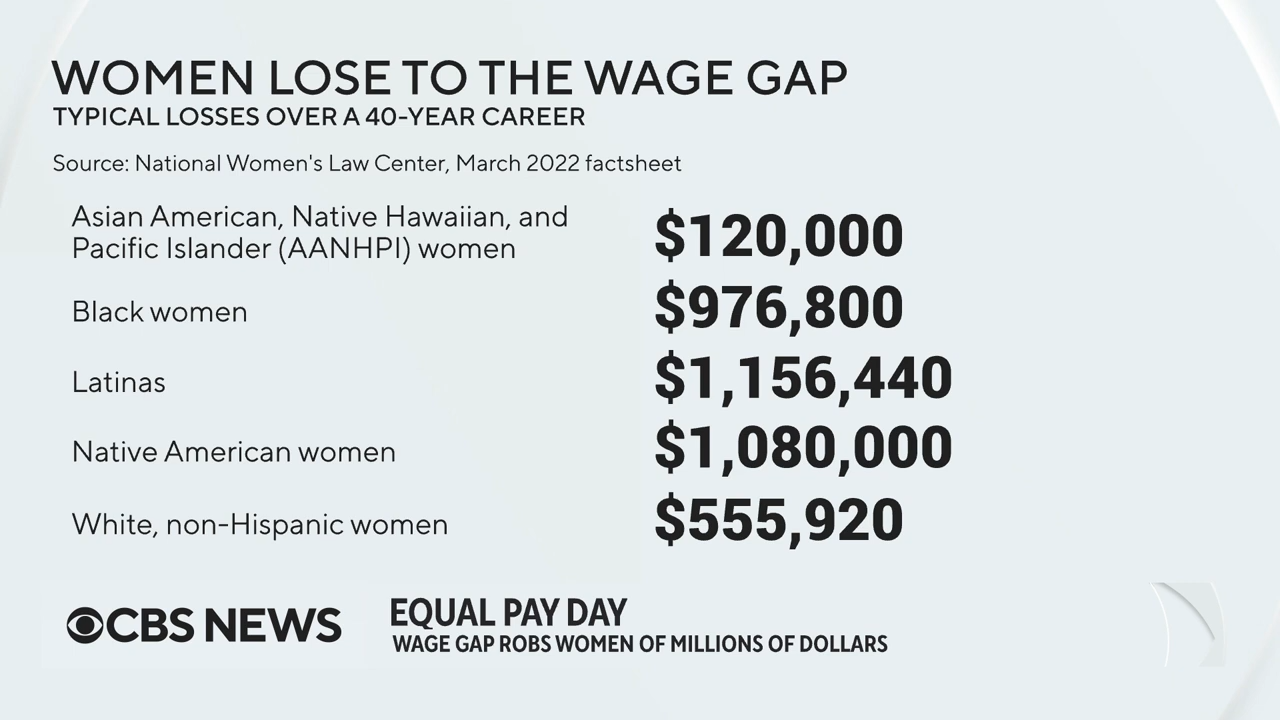 WOMEN LOSE TO THE WAGE GAP
TYPICAL LOSSES OVER A 40-YEAR CAREER
Source: National Women's Law Center, March 2022 factsheet
Asian American, Native Hawaiian, and
Pacific Islander (AANHPI) women
$120,000
Black women
$976,800
Latinas
$1,156,440
Native American women
$1,080,000
White, non-Hispanic women
$555,920
CBS NEWS
EQUAL PAY DAY
WAGE GAP ROBS WOMEN OF MILLIONS OF DOLLARS